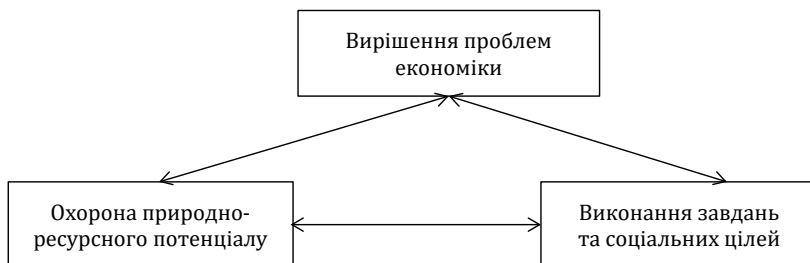 Вирішення проблем
економіки
Охорона природно-
ресурсного потенціалу
Виконання завдань
та соціальних цілей